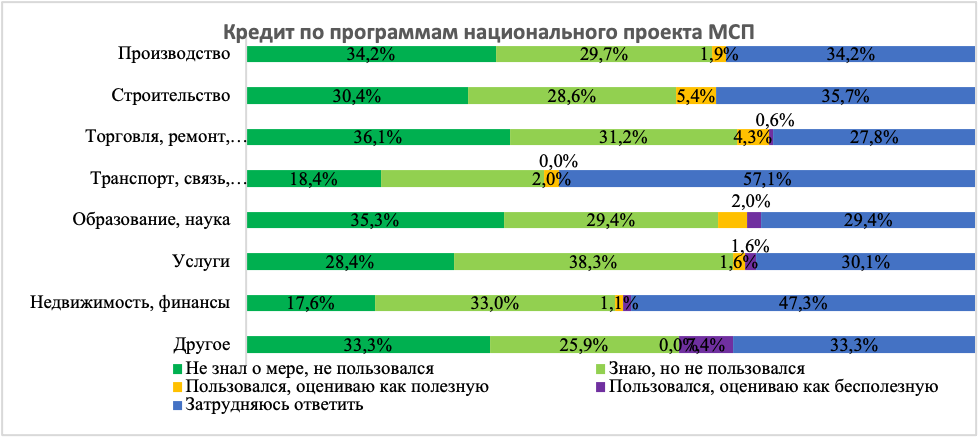 Кредит по программам национального проекта МСП
Производство 34,2% 29,7% 1,9% 34,2%
Строительство 30,4% 28,6% 5,4% 35,7%
0,6%
Торговля, ремонт,… 36,1% 31,2% 4,3% 27,8%
0,0%
Транспорт, связь,… 18,4% 2,0% 57,1%
2,0%
Образование, наука 35,3% 29,4% 29,4%
1,6%
Услуги 28,4% 38,3% 1,6% 30,1%
Недвижимость, финансы 17,6% 33,0% 1,1% 47,3%
Другое 33,3% 25,9% 0,0% 7,4% 33,3%
Не знал о мере, не пользовался
Знаю, но не пользовался
Пользовался, оцениваю как полезную
Пользовался, оцениваю как бесполезную
Затрудняюсь ответить